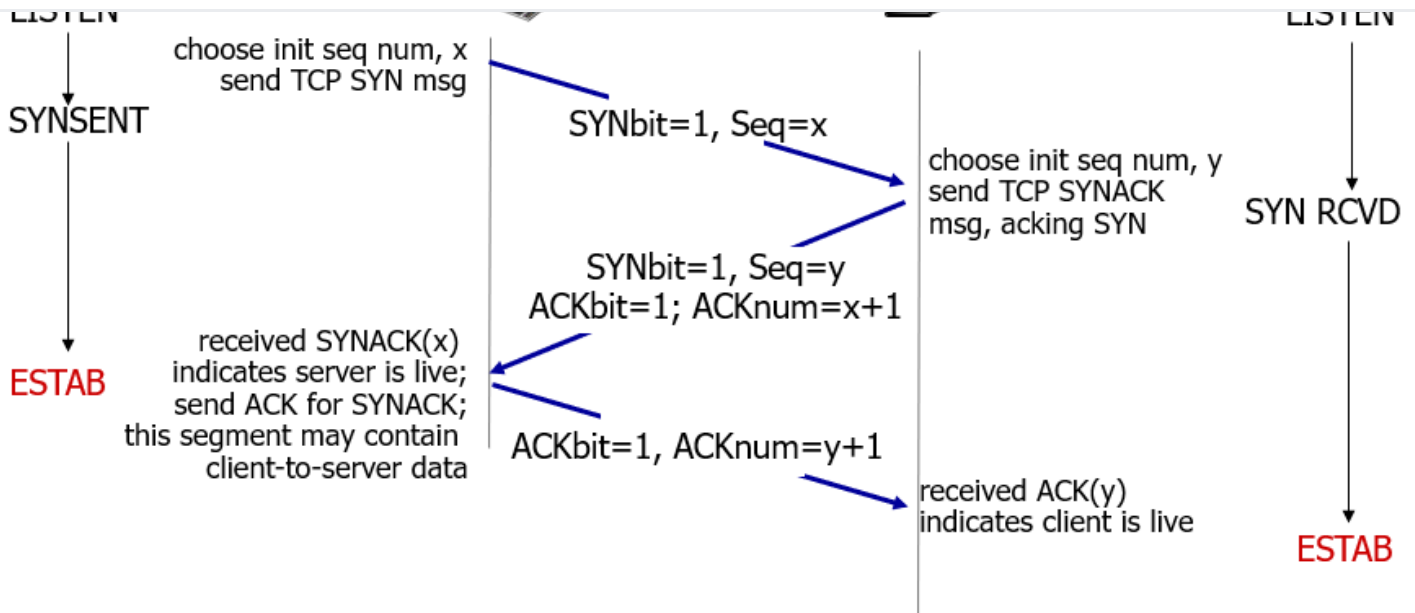 LISTEN
LISTEN
choose init seq num, x
send TCP SYN msg
SYNSENT
SYNbit=1, Seq=x
choose init seq num, y
send TCP SYNACK
msg, acking SYN
SYN RCVD
SYNbit=1, Seq=y
ACKbit=1; ACKnum=x+1
received SYNACK(x)
indicates server is live;
send ACK for SYNACK;
this segment may contain
client-to-server data
ESTAB
ACKbit=1, ACKnum=y+1
received ACK(y)
indicates client is live
ESTAB